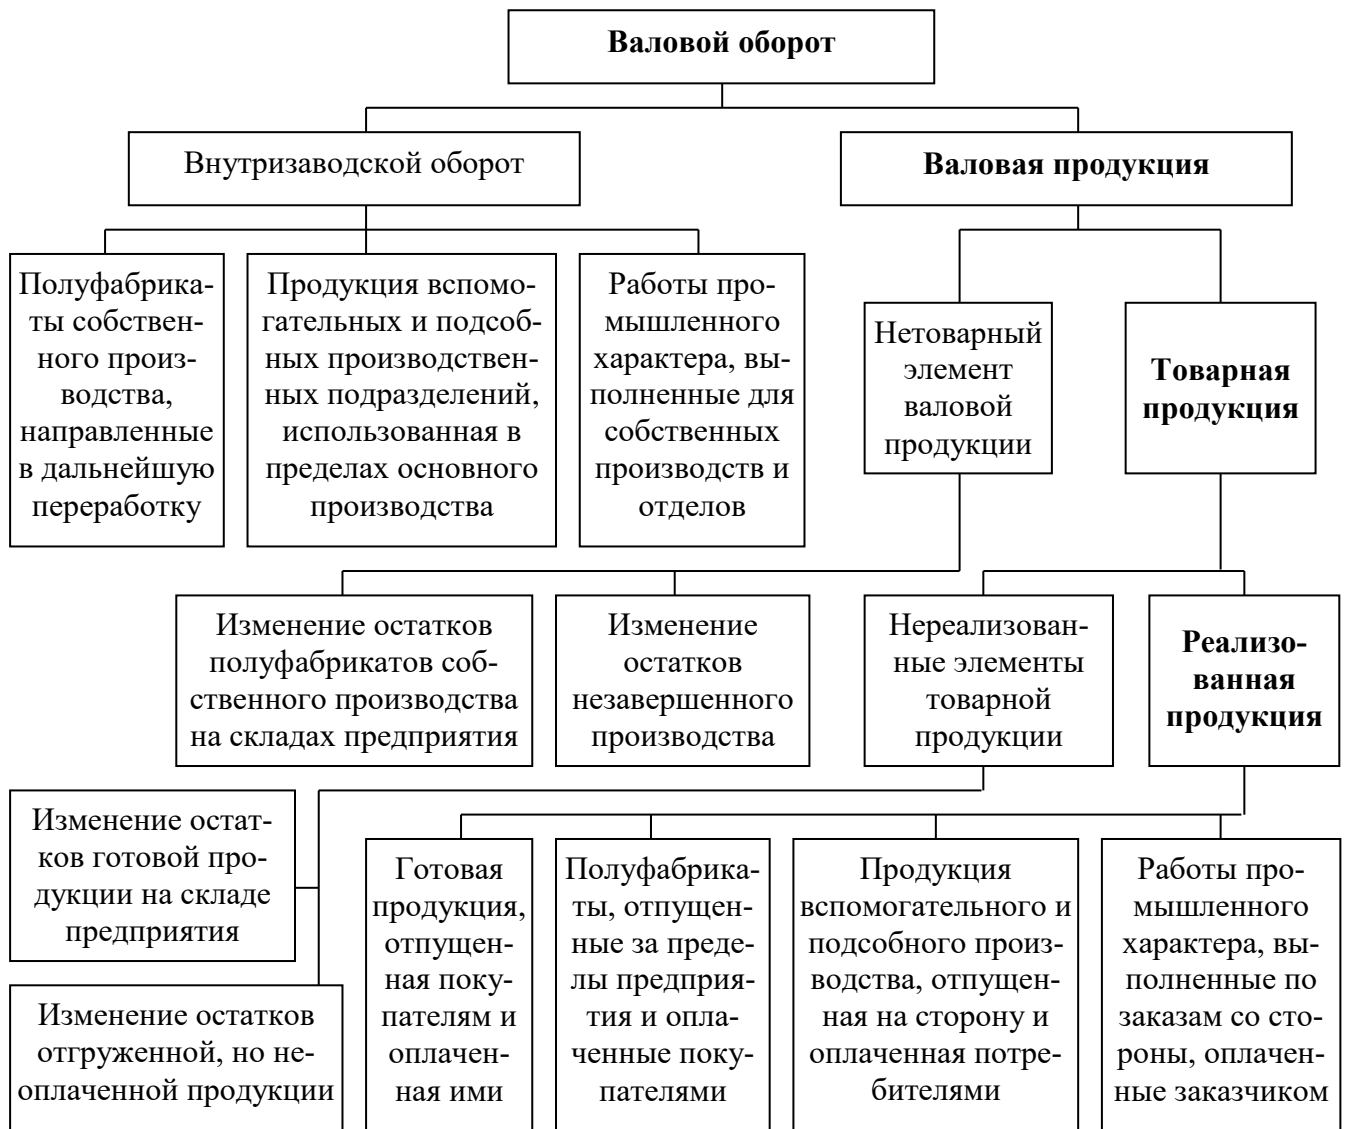 Валовой оборот
Внутризаводской оборот
Валовая продукция
Полуфабрика-
ты собствен-
ного произ-
водства,
направленные
в дальнейшую
переработку
Продукция вспомо-
гательных и подсоб-
ных производствен-
ных подразделений,
использованная в
пределах основного
производства
Работы про-
мышленного
характера, вы-
полненные для
собственных
производств и
отделов
Нетоварный
элемент
валовой
продукции
Товарная
продукция
Изменение остатков
полуфабрикатов соб-
ственного производства
на складах предприятия
Изменение
остатков
незавершенного
производства
Нереализован-
ные элементы
товарной
продукции
Реализо-
ванная
продукция
Изменение остат-
ков готовой про-
дукции на складе
предприятия
Изменение остатков
отгруженной, но не-
оплаченной продукции
Готовая
продукция,
отпущен-
ная поку-
пателям и
оплачен-
ная ими
Полуфабрика-
ты, отпущен-
ные за преде-
лы предприя-
тия и опла-
ченные поку-
пателями
Продукция
вспомогательного и
подсобного произ-
водства, отпущен-
ная на сторону и
оплаченная потре-
бителями
Работы про-
мышленного
характера, вы-
полненные по
заказам со сто-
роны, оплачен-
ные заказчиком